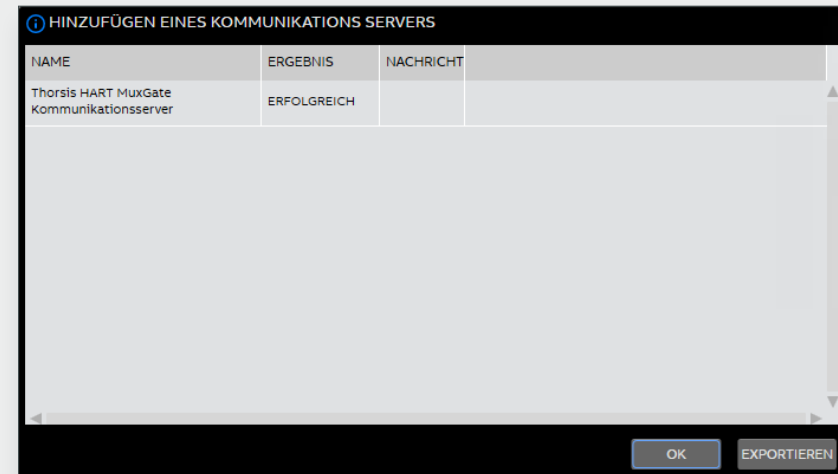 HINZUFÜGEN EINES KOMMUNIKATIONS SERVERS
NAME ERGEBNIS NACHRICHT
Thorsis HART MuxGate
Kommunikationsserver
ERFOLGREICH
OK EXPORTIEREN